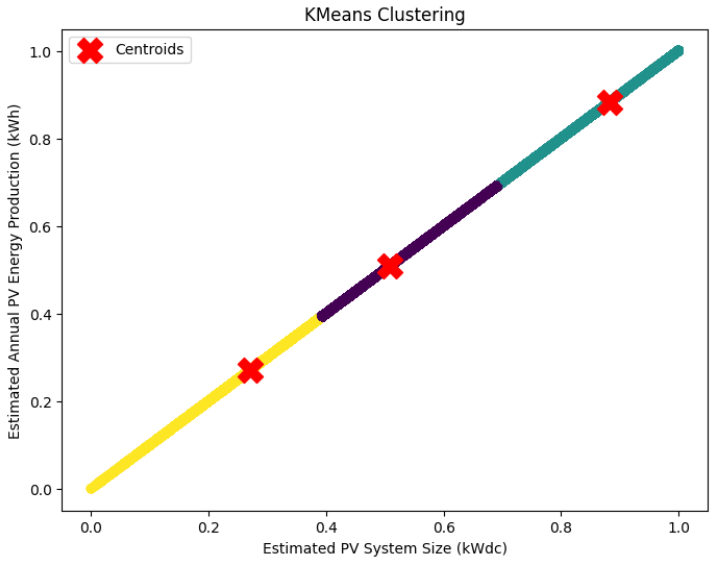 KMeans Clustering
Centroids
Estimated Annual PV Energy Production (kWh)
1.0
0.8
0.6
0.4
0.2
0.0
0.0 0.2 0.4 0.6 0.8 1.0
Estimated PV System Size (kWdc)